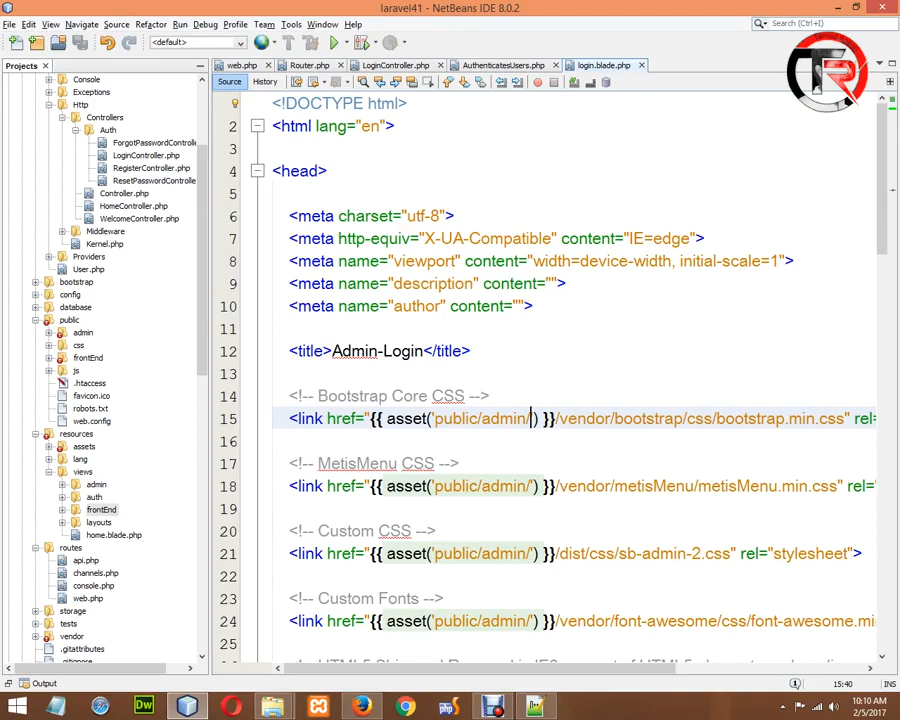 laravel41 - NetBeans IDE 8.0.2
File Edit View Navigate Source Refactor Run Debug Profile Team Tools Window Help
<default>
Search (Ctrl+I)
Projects
web.php
Router.php
LoginController.php
AuthenticatesUsers.php
login.blade.php
Source History
Console
Exceptions
Http
Controllers
Auth
ForgotPasswordControlle
LoginController.php
RegisterController.php
ResetPasswordControlle
Controller.php
HomeController.php
WelcomeController.php
Middleware
Kernel.php
Providers
User.php
bootstrap
config
database
public
admin
css
frontEnd
js
.htaccess
favicon.ico
robots.txt
web.config
resources
assets
lang
views
admin
auth
frontEnd
layouts
home.blade.php
routes
api.php
channels.php
console.php
web.php
storage
tests
vendor
.gitattributes
.gitignore
<!DOCTYPE html>
2 <html lang="en">
3
4 <head>
5
6 <meta charset="utf-8">
7 <meta http-equiv="X-UA-Compatible" content="IE=edge">
8 <meta name="viewport" content="width=device-width, initial-scale=1">
9 <meta name="description" content="">
10 <meta name="author" content="">
11
12 <title>Admin-Login</title>
13
14 <!-- Bootstrap Core CSS -->
15 <link href="{{ asset('public/admin/') }}/vendor/bootstrap/css/bootstrap.min.css" rel=
16
17 <!-- MetisMenu CSS -->
18 <link href="{{ asset('public/admin/') }}/vendor/metisMenu/metisMenu.min.css" rel="
19
20 <!-- Custom CSS -->
21 <link href="{{ asset('public/admin/') }}/dist/css/sb-admin-2.css" rel="stylesheet">
22
23 <!-- Custom Fonts -->
24 <link href="{{ asset('public/admin/') }}/vendor/font-awesome/css/font-awesome.mi
25
Output
15:40 INS
Dw
php
10:10 AM
2/5/2017